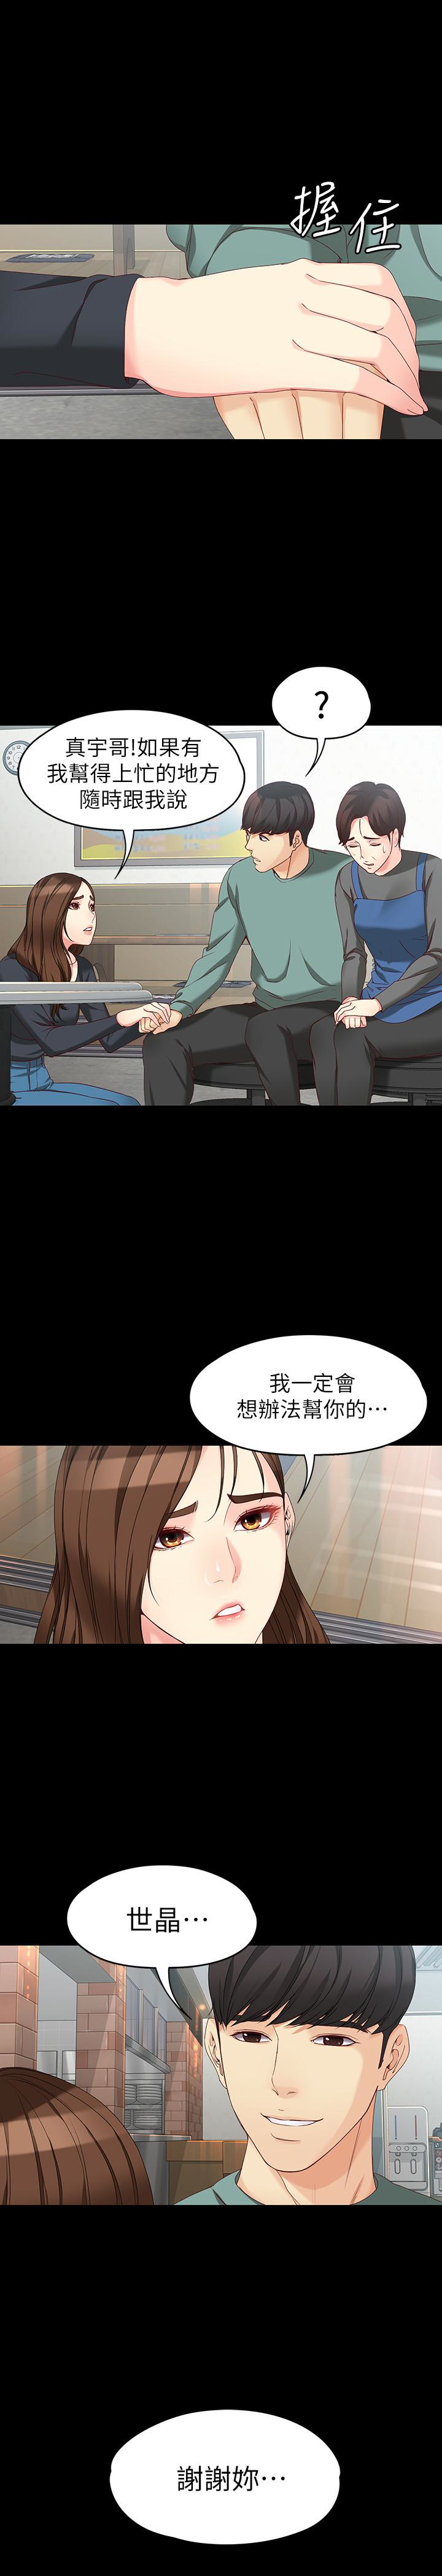 握住
?
真宇哥!如果有
我幫得上忙的地方
隨時跟我說
我一定會
想辦法幫你的…
世晶…
謝謝妳…